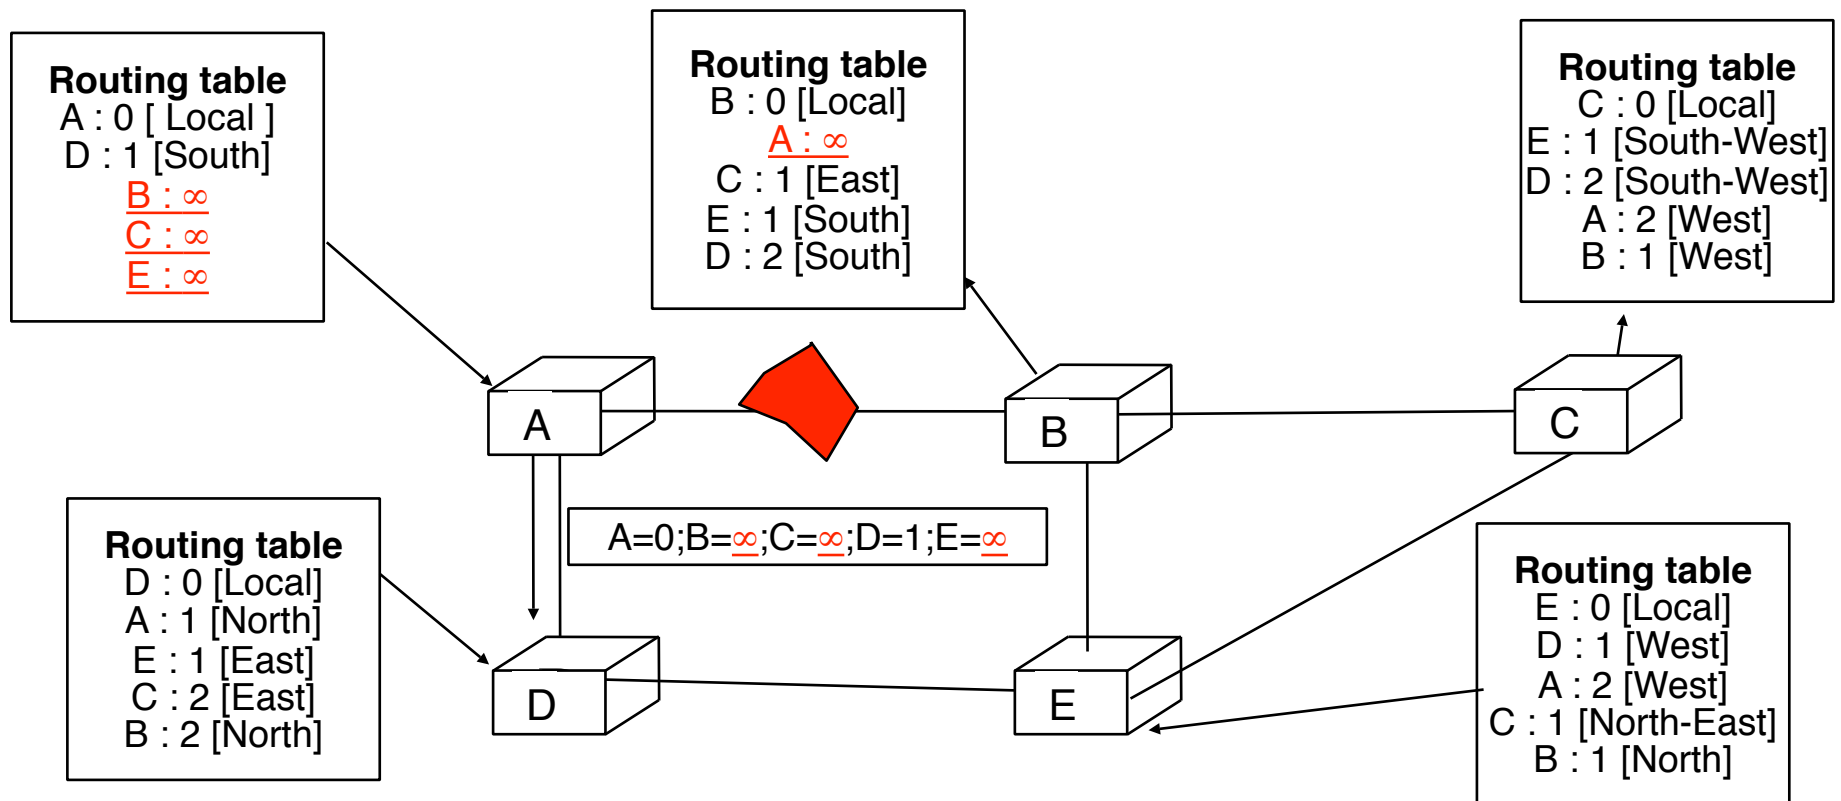 Routing table
A : 0 [ Local ]
D : 1 [South]
B : ∞
C : ∞
E : ∞
Routing table
B : 0 [Local]
A : ∞
C : 1 [East]
E : 1 [South]
D : 2 [South]
Routing table
C : 0 [Local]
E : 1 [South-West]
D : 2 [South-West]
A : 2 [West]
B : 1 [West]
A
B
C
A=0;B=∞;C=∞;D=1;E=∞
Routing table
D : 0 [Local]
A : 1 [North]
E : 1 [East]
C : 2 [East]
B : 2 [North]
D
E
Routing table
E : 0 [Local]
D : 1 [West]
A : 2 [West]
C : 1 [North-East]
B : 1 [North]